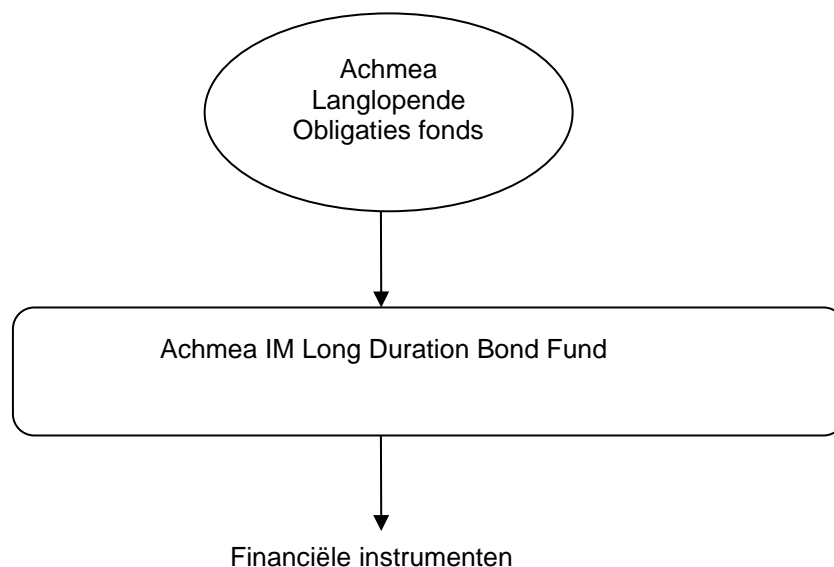 Achmea
Langlopende
Obligaties fonds
Achmea IM Long Duration Bond Fund
Financiële instrumenten